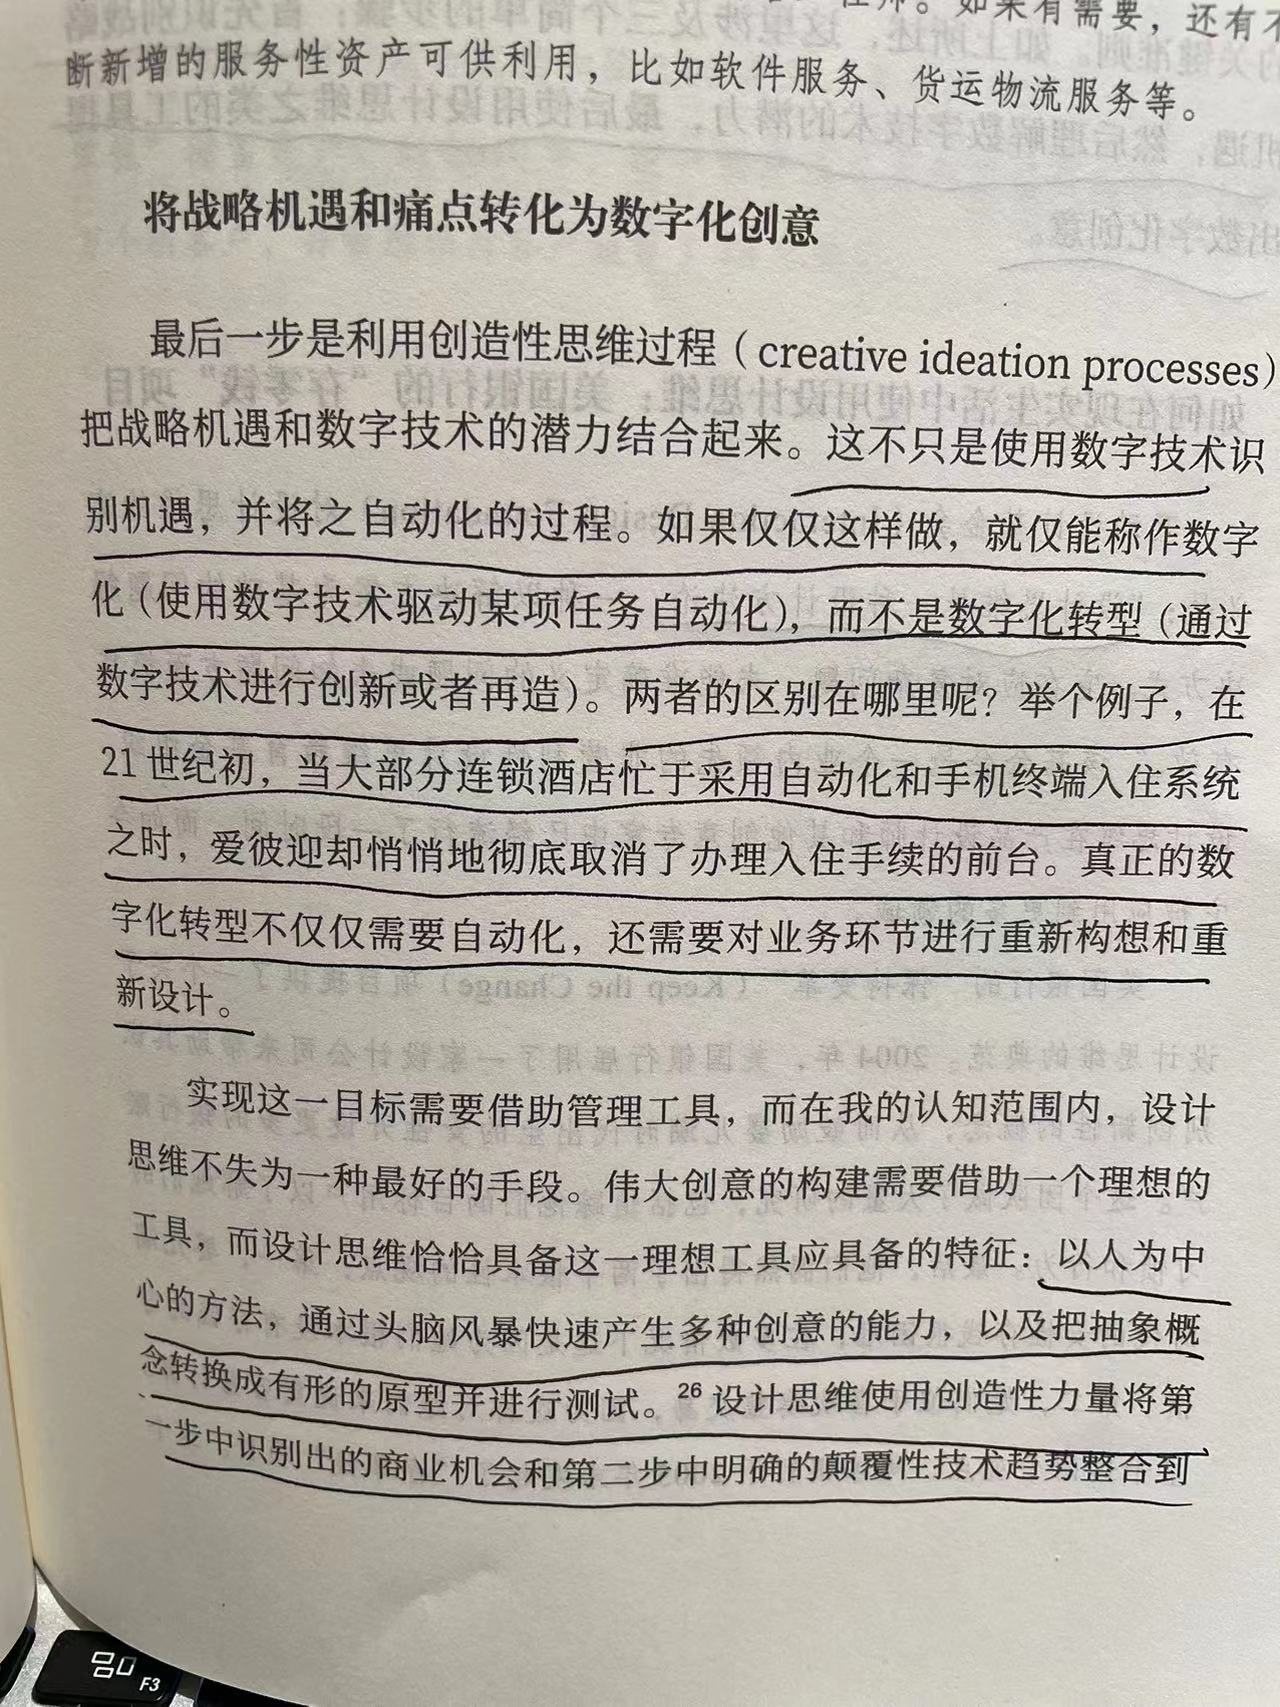 如果有需要，还有不
断新增的服务性资产可供利用，比如软件服务、货运物流服务等。
将战略机遇和痛点转化为数字化创意
最后一步是利用创造性思维过程（creative ideation processes）
把战略机遇和数字技术的潜力结合起来。这不只是使用数字技术识
别机遇，并将之自动化的过程。如果仅仅这样做，就仅能称作数字
化（使用数字技术驱动某项任务自动化），而不是数字化转型（通过
数字技术进行创新或者再造）。两者的区别在哪里呢？举个例子，在
21世纪初，当大部分连锁酒店忙于采用自动化和手机终端入住系统
之时，爱彼迎却悄悄地彻底取消了办理入住手续的前台。真正的数
字化转型不仅仅需要自动化，还需要对业务环节进行重新构想和重
新设计。
实现这一目标需要借助管理工具，而在我的认知范围内，设计
思维不失为一种最好的手段。伟大创意的构建需要借助一个理想的
工具，而设计思维恰恰具备这一理想工具应具备的特征：以人为中
心的方法，通过头脑风暴快速产生多种创意的能力，以及把抽象概
念转换成有形的原型并进行测试。26 设计思维使用创造性力量将第
一步中识别出的商业机会和第二步中明确的颠覆性技术趋势整合到
F3